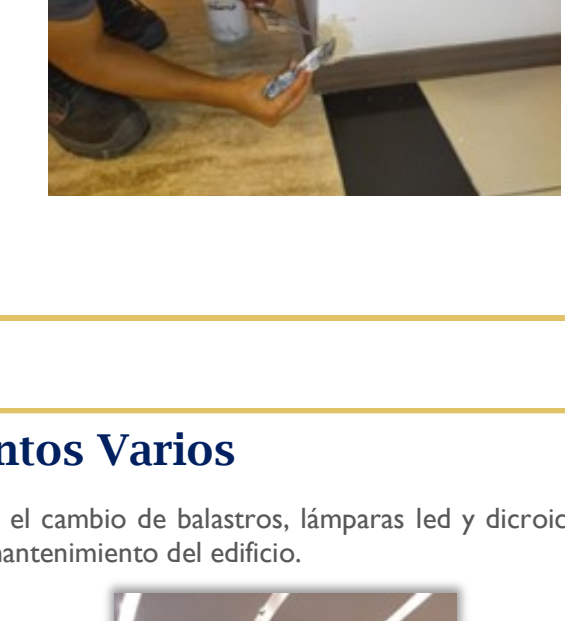 ntos Varios
el cambio de balastros, lámparas led y dicroic
mantenimiento del edificio.